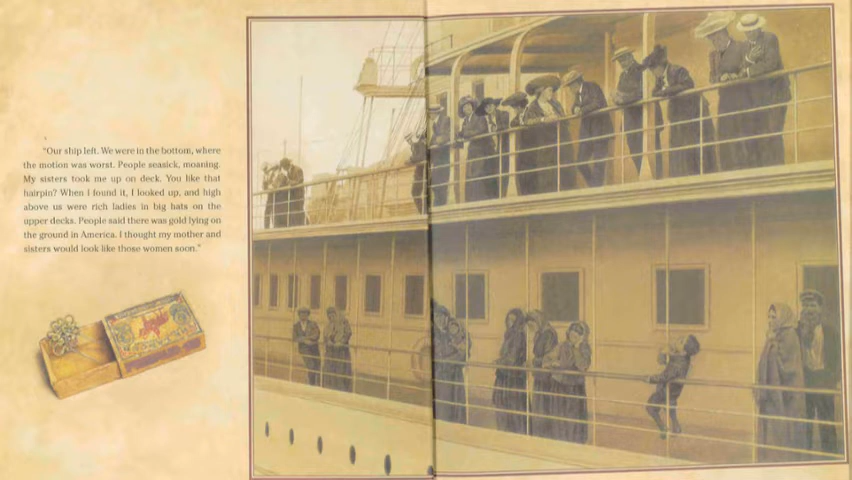 "Our ship left. We were in the bottom, where
the motion was worst. People seasick, moaning.
My sisters took me up on deck. You like that
hairpin? When I found it, I looked up, and high
above us were rich ladies in big hats on the
upper decks. People said there was gold lying on
the ground in America. I thought my mother and
sisters would look like those women soon."